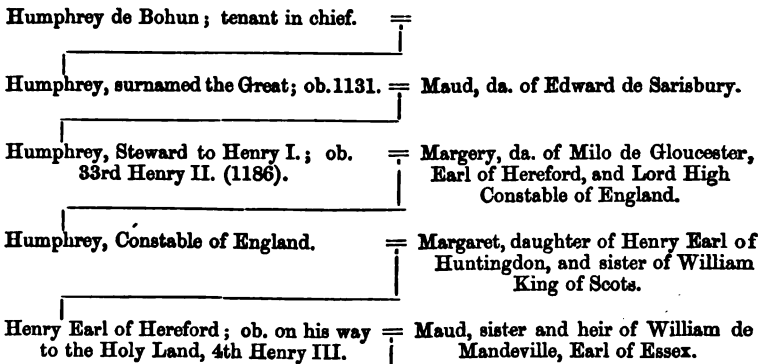 Humphrey de Bohun; tenant in chief. =
Humphrey, surnamed the Great; ob. 1131. = Maud, da. of Edward de Sarisbury.
Humphrey, Steward to Henry I.; ob. = Margery, da. of Milo de Gloucester,
33rd Henry II. (1186). Earl of Hereford, and Lord High
Constable of England.
Humphrey, Constable of England. = Margaret, daughter of Henry Earl of
Huntingdon, and sister of William
King of Scots.
Henry Earl of Hereford; ob. on his way = Maud, sister and heir of William de
to the Holy Land, 4th Henry III. Mandeville, Earl of Essex.